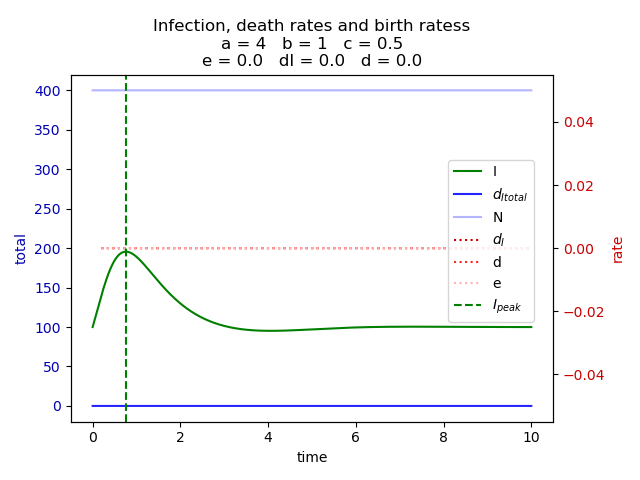 Infection, death rates and birth ratess
a = 4 b = 1 c = 0.5
e = 0.0 dI = 0.0 d = 0.0
400
350
300
250
200
150
100
50
0
total
0 2 4 6 8 10
time
0.04
0.02
0.00
−0.02
−0.04
rate
I
d_{Itotal}
N
d_I
d
e
I_{peak}